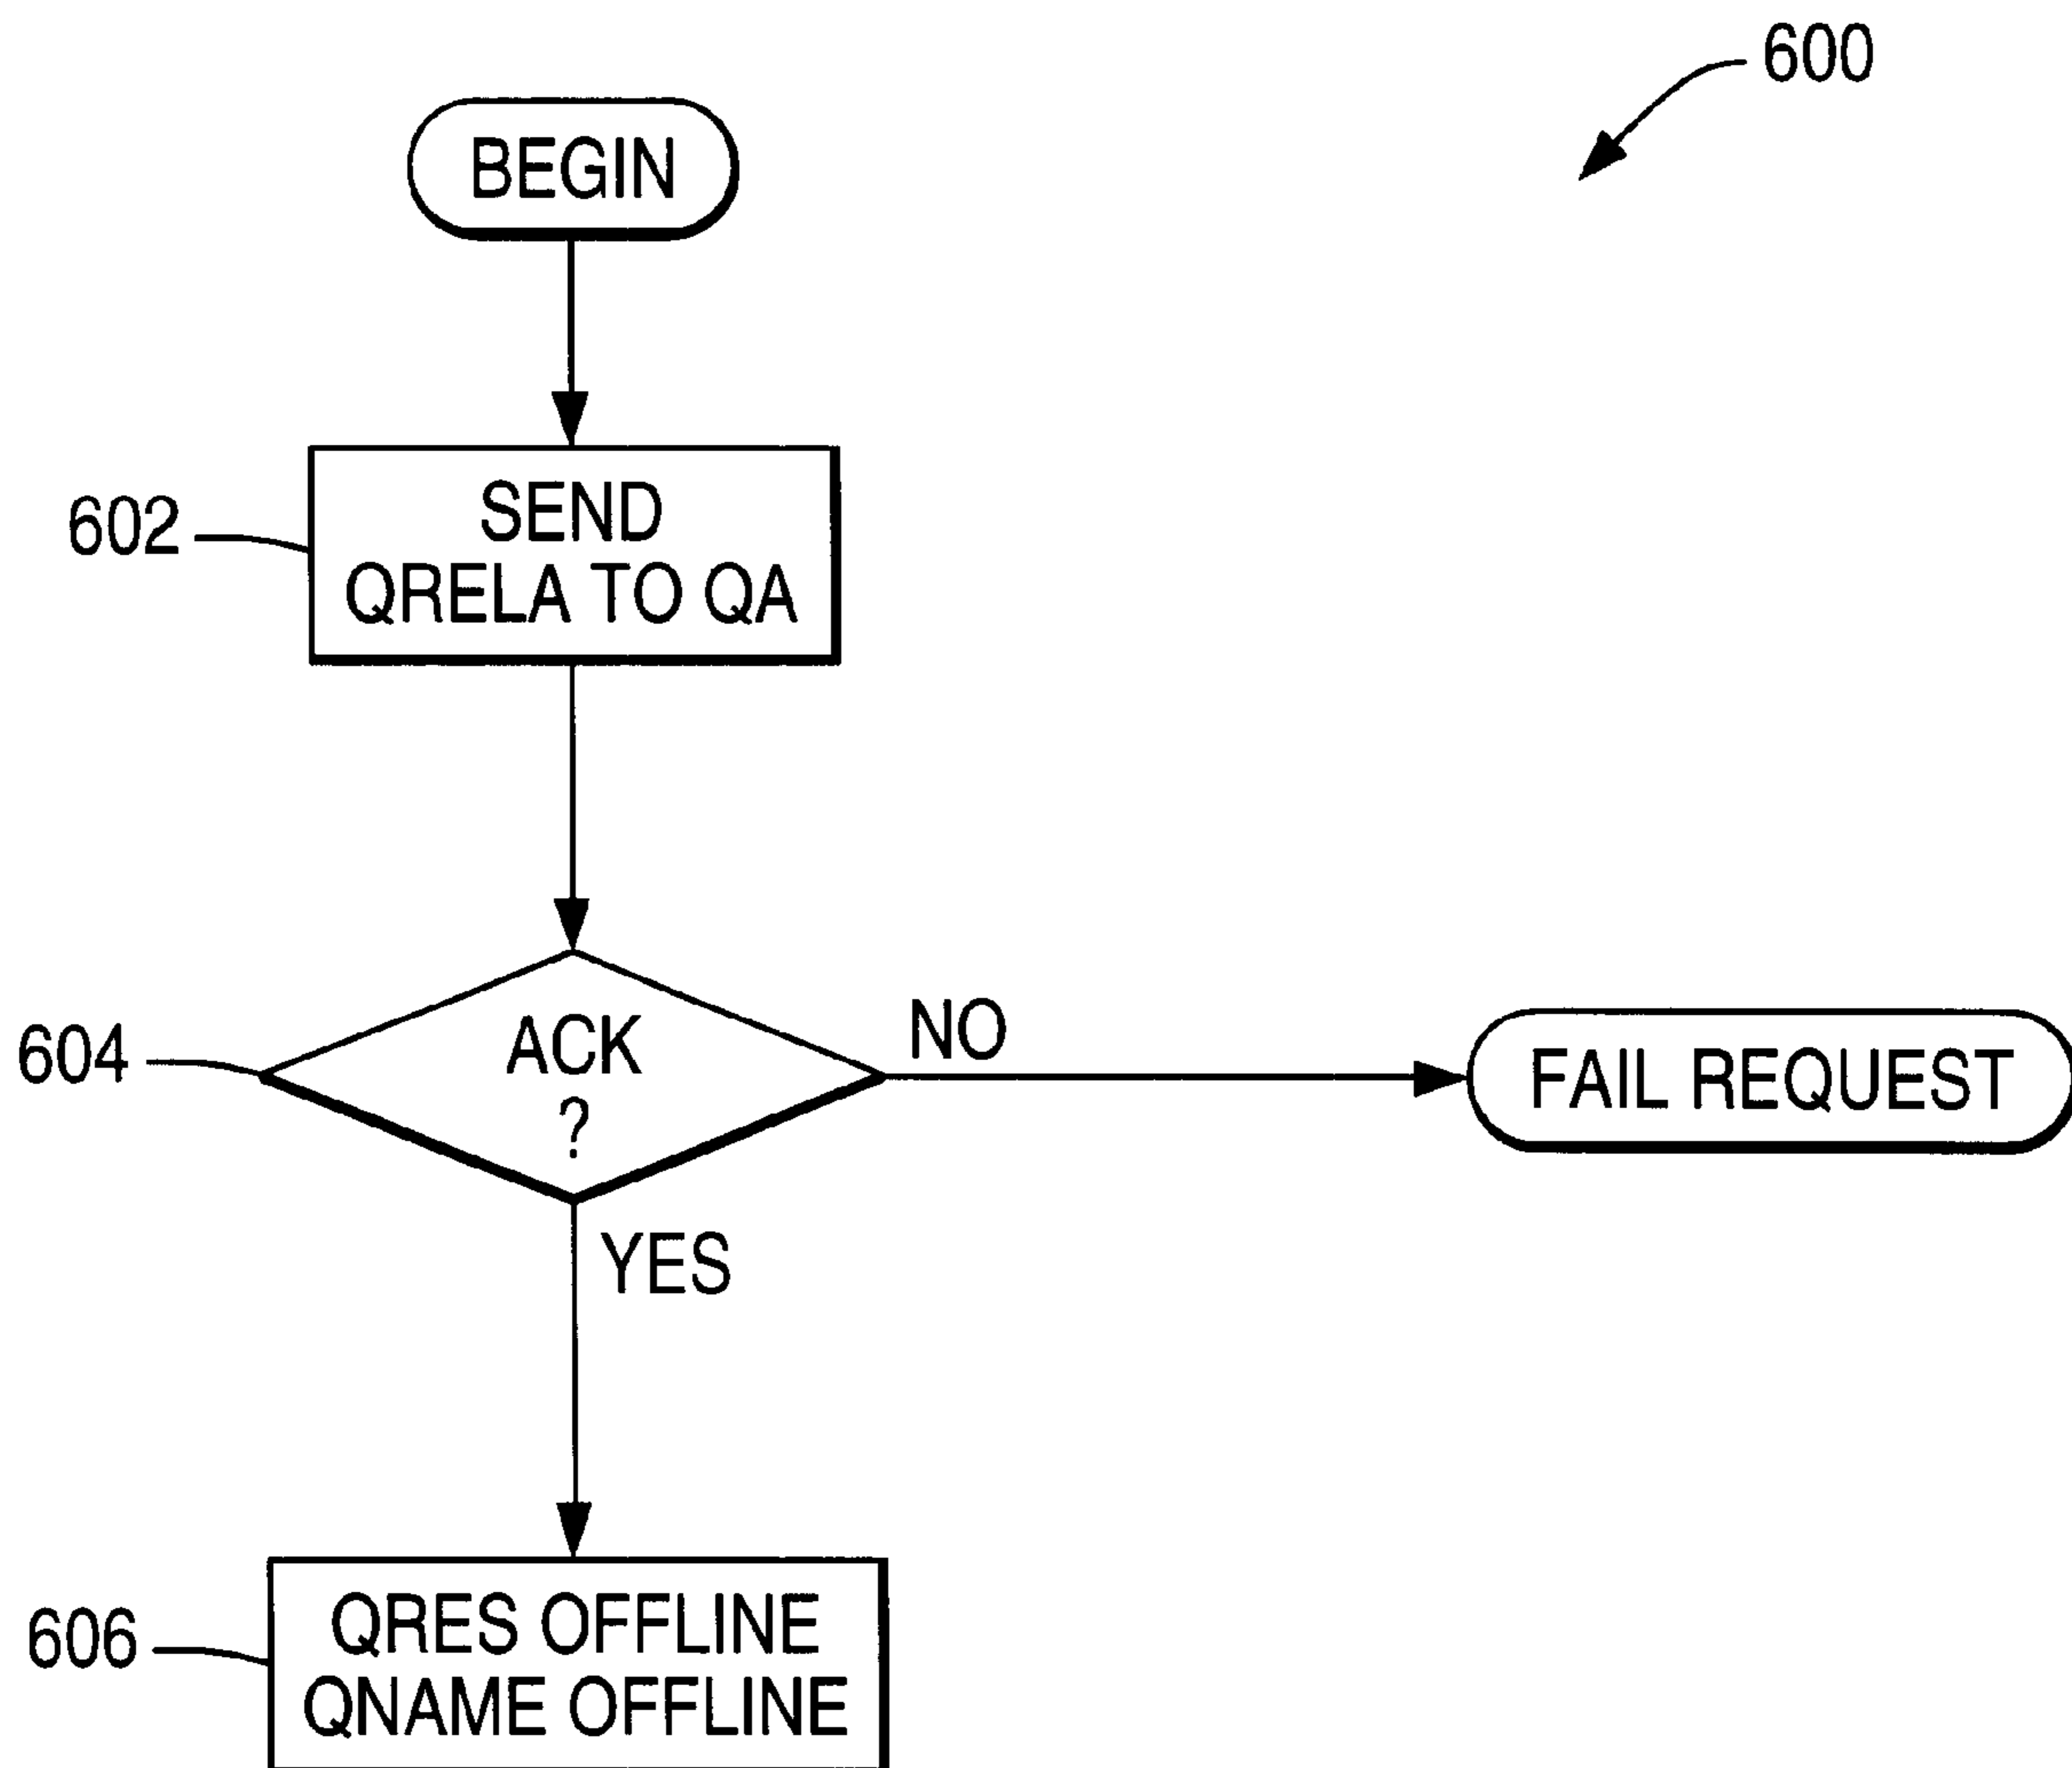 600
BEGIN
602
SEND
QRELA TO QA
604
ACK
?
NO
FAIL REQUEST
YES
606
QRES OFFLINE
QNAME OFFLINE